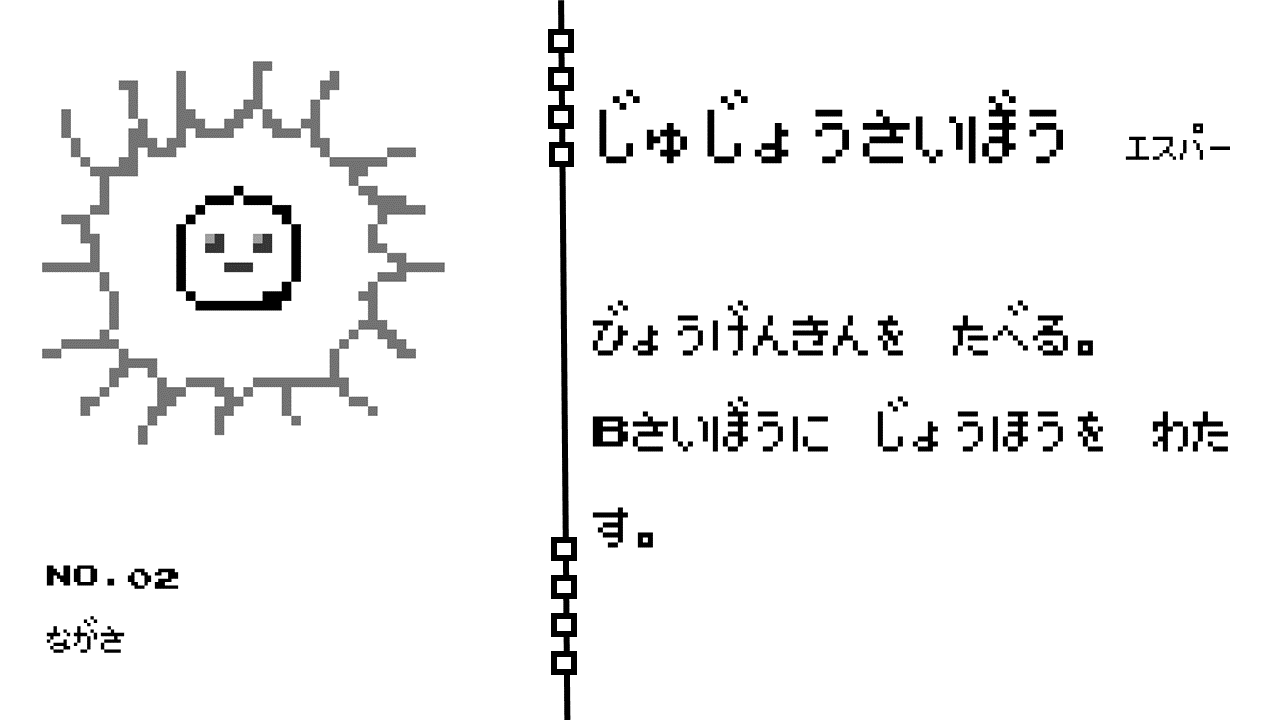 じゅじょうさいぼう エスパー
びょうげんきんを たべる。
Bさいぼうに じょうほうを わた
す。
NO.02
ながさ